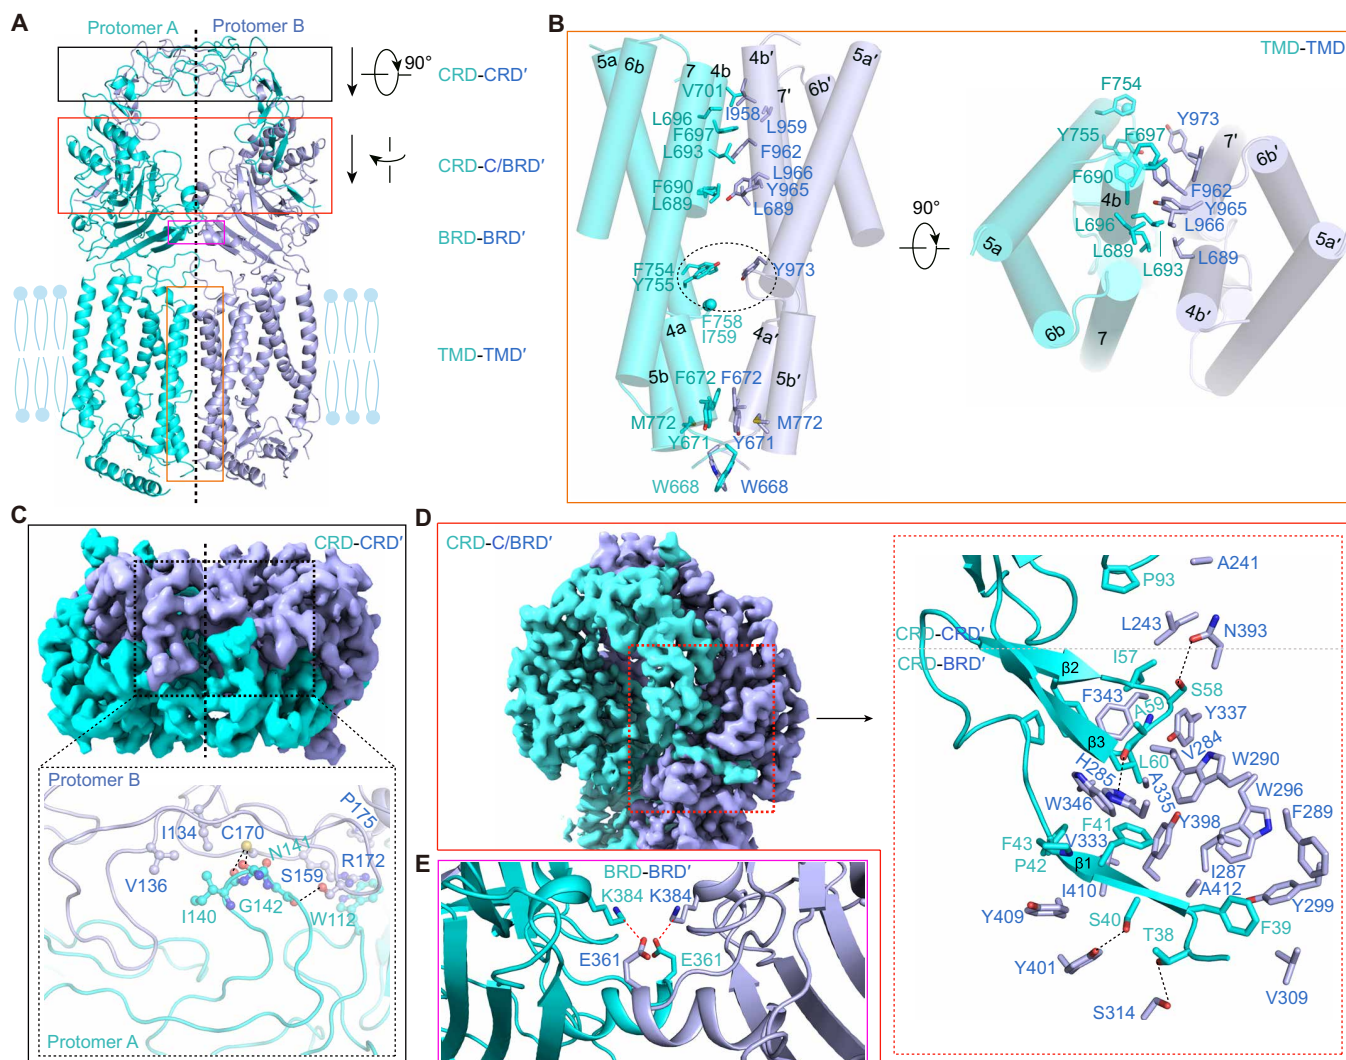 A
Protomer A
Protomer B
90°
CRD-CRD′
CRD-C/BRD′
BRD-BRD′
TMD-TMD′
B
TMD-TMD
5a
6b
7
4b
4b′
7′
6b′
5a′
V701
I958
L696
L959
F697
L693
F962
L966
F690
Y965
L689
L689
F754
Y973
Y755
F758
I759
4a
4a′
5b
F672
F672
5b′
M772
M772
Y671
Y671
W668
W668
90°
F754
Y973
Y755
F697
7′
6b′
F690
F962
4b
Y965
L696
L966
5a
5a′
L689
L689
L693
4b′
6b
7
C
CRD-CRD′
Protomer B
P175
I134
C170
N141
R172
V136
S159
G142
I140
W112
Protomer A
D
CRD-C/BRD′
A241
P93
L243
N393
CRD-CRD′
CRD-BRD′
β2
I57
S58
F343
A59
Y337
β3
V284
L60
W290
H285
A335
W296
W346
F289
F41
Y398
F43
V333
P42
β1
I287
I410
A412
Y299
Y409
S40
F39
T38
Y401
V309
S314
E
BRD-BRD′
K384
K384
E361
E361